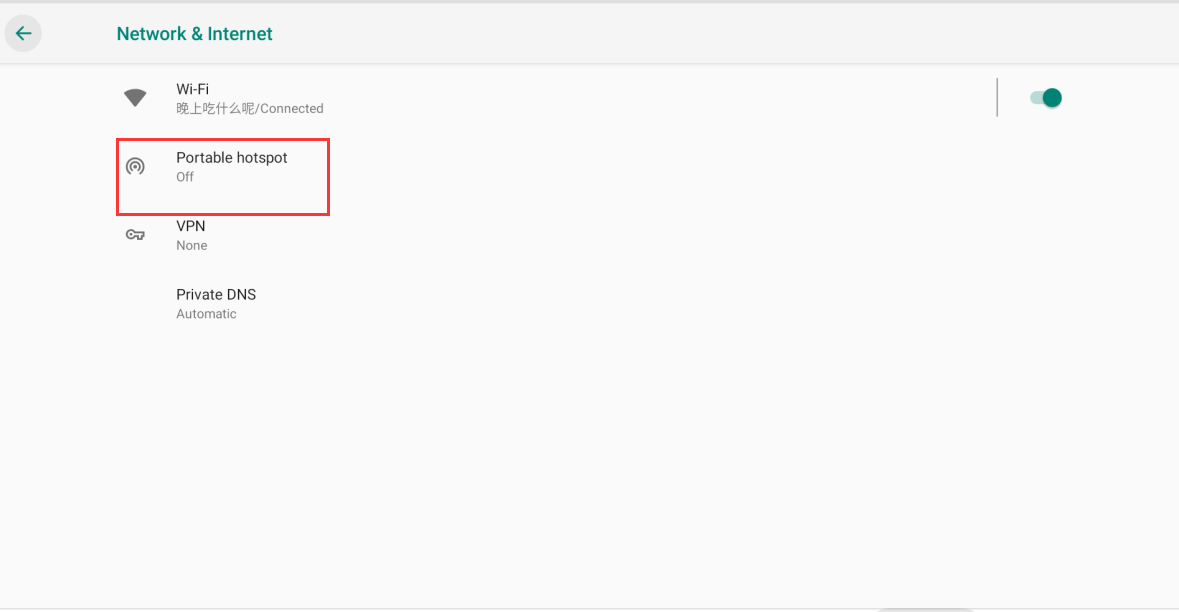 Network & Internet
Wi-Fi
晚上吃什么呢/Connected
Portable hotspot
Off
VPN
None
Private DNS
Automatic